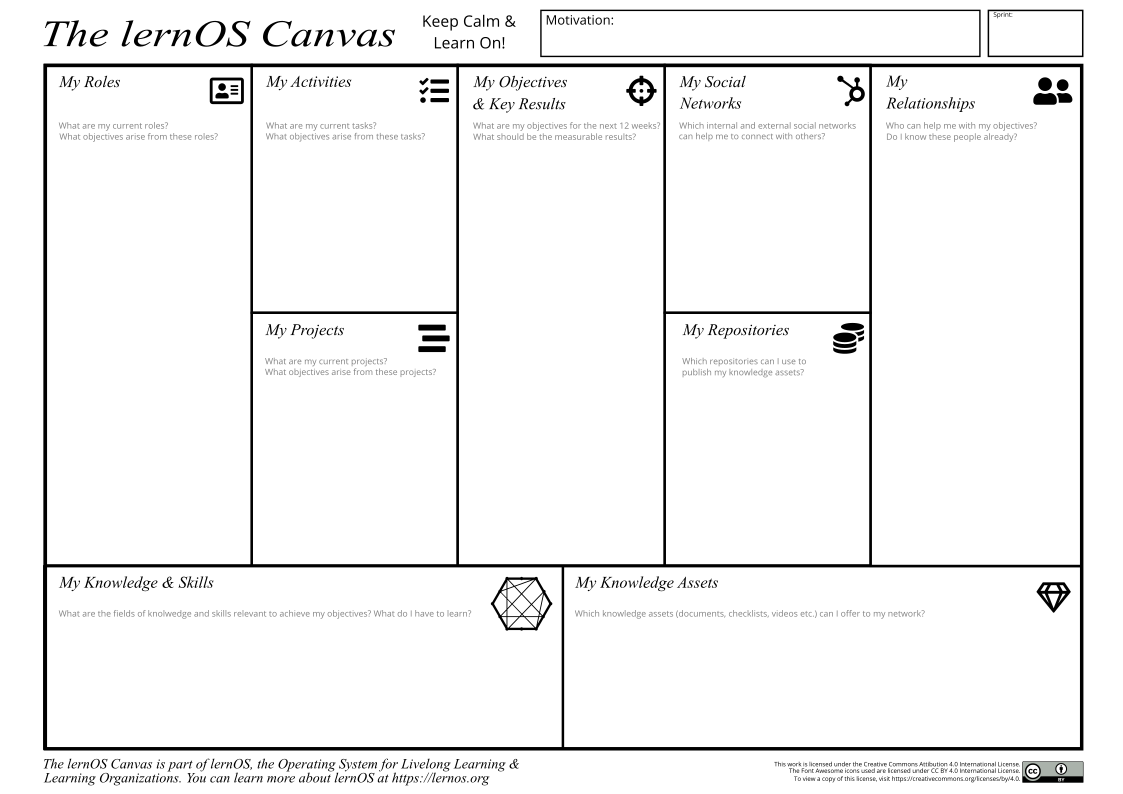 The lernOS Canvas
Keep Calm &
Learn On!
Motivation:
Sprint:
My Roles
What are my current roles?
What objectives arise from these roles?
My Activities
What are my current tasks?
What objectives arise from these tasks?
My Objectives
& Key Results
What are my objectives for the next 12 weeks?
What should be the measurable results?
My Social
Networks
Which internal and external social networks
can help me to connect with others?
My
Relationships
Who can help me with my objectives?
Do I know these people already?
My Projects
What are my current projects?
What objectives arise from these projects?
My Repositories
Which repositories can I use to
publish my knowledge assets?
My Knowledge & Skills
What are the fields of knolwedge and skills relevant to achieve my objectives? What do I have to learn?
My Knowledge Assets
Which knowledge assets (documents, checklists, videos etc.) can I offer to my network?
The lernOS Canvas is part of lernOS, the Operating System for Livelong Learning &
Learning Organizations. You can learn more about lernOS at https://lernos.org
This work is licensed under the Creative Commons Attibution 4.0 International License.
The Font Awesome icons used are licensed under CC BY 4.0 International License.
To view a copy of this license, visit https://creativecommons.org/licenses/by/4.0.
cc
BY